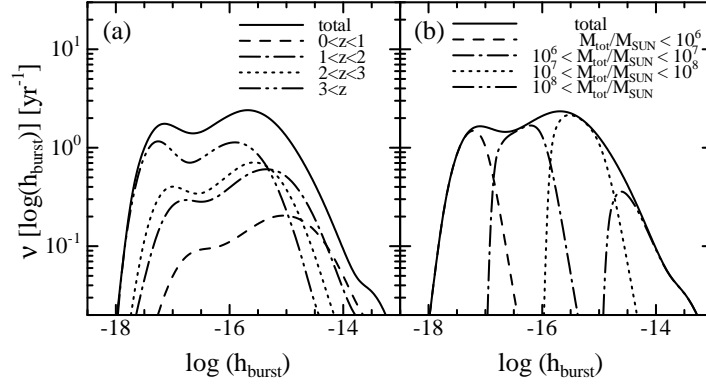 (a)
total
0<z<1
1<z<2
2<z<3
3<z
(b)
total
M_tot/M_SUN < 10^6
10^6 < M_tot/M_SUN < 10^7
10^7 < M_tot/M_SUN < 10^8
10^8 < M_tot/M_SUN
ν [log(h_burst)] [yr^-1]
10^1
10^0
10^-1
-18
-16
-14
-18
-16
-14
log (h_burst)
log (h_burst)